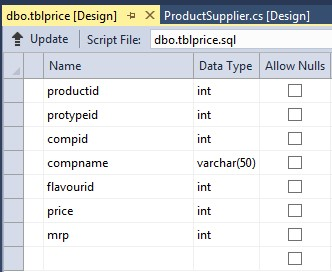 dbo.tblprice [Design] ProductSupplier.cs [Design]
Update Script File: dbo.tblprice.sql
Name Data Type Allow Nulls
productid int
protypeid int
compid int
compname varchar(50)
flavourid int
price int
mrp int